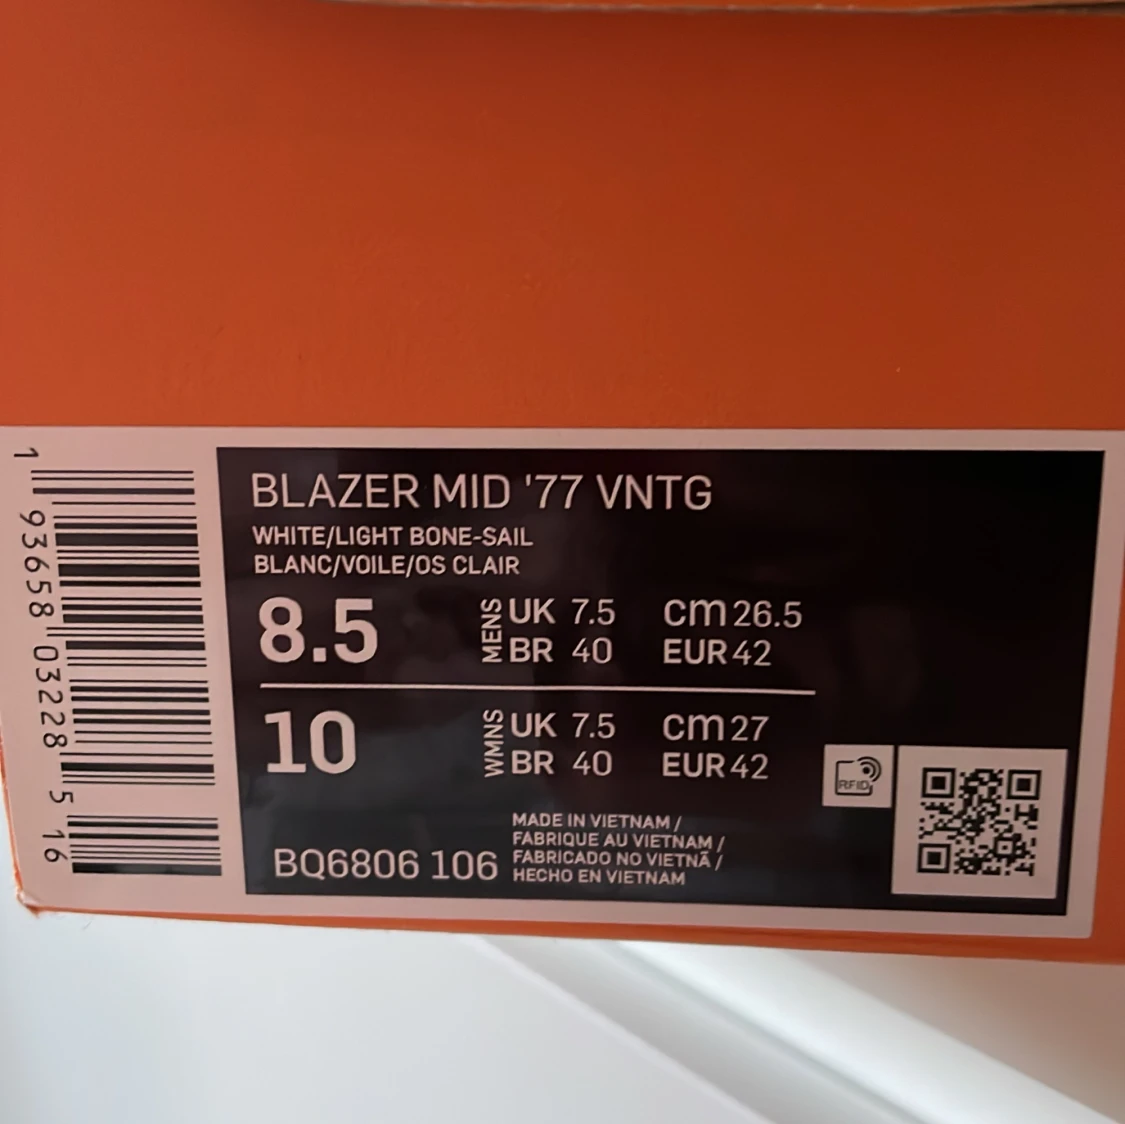 BLAZER MID '77 VNTG
WHITE/LIGHT BONE-SAIL
BLANC/VOILE/OS CLAIR
8.5 MENS UK 7.5 cm 26.5
BR 40 EUR 42
10 WMNS UK 7.5 cm 27
BR 40 EUR 42
RFID
MADE IN VIETNAM /
FABRIQUE AU VIETNAM /
FABRICADO NO VIETNÃ /
HECHO EN VIETNAM
BQ6806 106
1 93658 03228 5 16